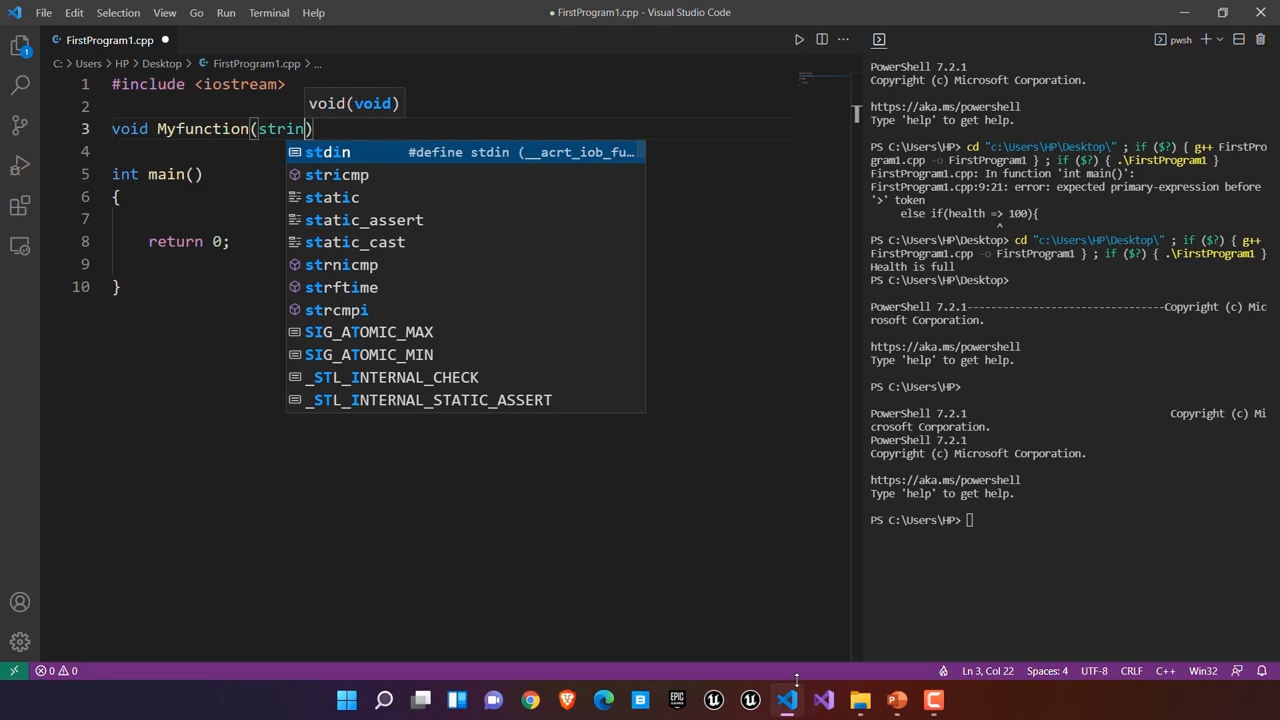 File Edit Selection View Go Run Terminal Help
● FirstProgram1.cpp - Visual Studio Code
FirstProgram1.cpp ●
C: > Users > HP > Desktop > FirstProgram1.cpp > ...
1 #include <iostream>
void(void)
2
3 void Myfunction(strin)
4
5 int main()
6 {
7
8 return 0;
9
10 }
stdin #define stdin (__acrt_iob_fu…
stricmp
static
static_assert
static_cast
strnicmp
strftime
strcmpi
SIG_ATOMIC_MAX
SIG_ATOMIC_MIN
_STL_INTERNAL_CHECK
_STL_INTERNAL_STATIC_ASSERT
pwsh
PowerShell 7.2.1
Copyright (c) Microsoft Corporation.
https://aka.ms/powershell
Type 'help' to get help.
PS C:\Users\HP> cd "c:\Users\HP\Desktop\" ; if ($?) { g++ FirstPro
gram1.cpp -o FirstProgram1 } ; if ($?) { .\FirstProgram1 }
FirstProgram1.cpp: In function 'int main()':
FirstProgram1.cpp:9:21: error: expected primary-expression before
'>' token
else if(health => 100){
^
PS C:\Users\HP\Desktop> cd "c:\Users\HP\Desktop\" ; if ($?) { g++
FirstProgram1.cpp -o FirstProgram1 } ; if ($?) { .\FirstProgram1 }
Health is full
PS C:\Users\HP\Desktop>
PowerShell 7.2.1-----------------------------Copyright (c) Mic
rosoft Corporation.
https://aka.ms/powershell
Type 'help' to get help.
PS C:\Users\HP>
PowerShell 7.2.1 Copyright (c) Mi
crosoft Corporation.
PowerShell 7.2.1
Copyright (c) Microsoft Corporation.
https://aka.ms/powershell
Type 'help' to get help.
PS C:\Users\HP>
1
0 0 Ln 3, Col 22 Spaces: 4 UTF-8 CRLF C++ Win32